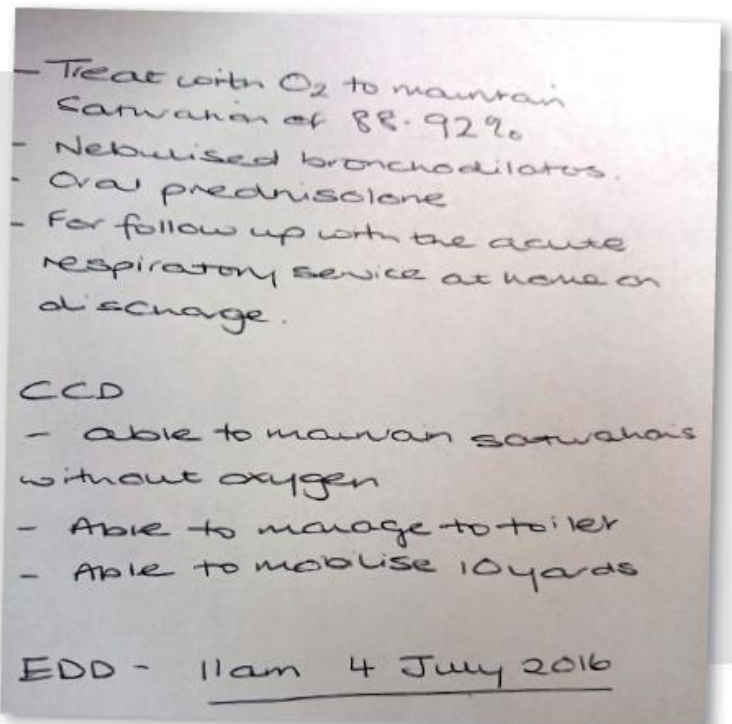 - Treat with O2 to maintain
saturation of 88-92%
- Nebulised bronchodilators.
- Oral prednisolone
- For follow up with the acute
respiratory service at home on
discharge.
CCD
- able to maintain saturations
without oxygen
- Able to manage to toilet
- Able to mobilise 10 yards
EDD - 11am 4 July 2016